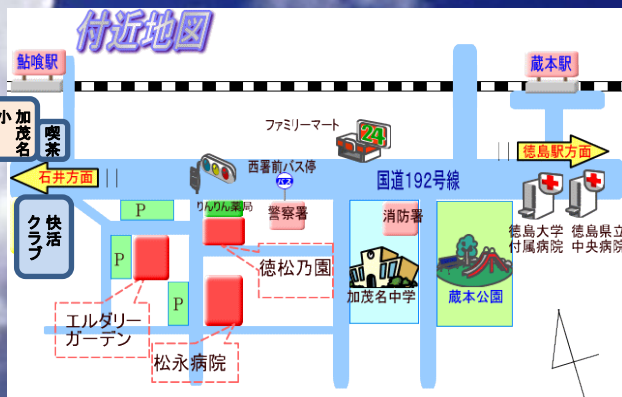 付近地図
鮎喰駅
蔵本駅
加茂名
小
喫茶
ファミリーマート
24
石井方面
西署前バス停
バス
国道192号線
徳島駅方面
快活
クラブ
P
りんりん薬局
警察署
消防署
徳島大学
付属病院
徳島県立
中央病院
P
徳松乃園
加茂名中学
蔵本公園
P
エルダリー
ガーデン
松永病院